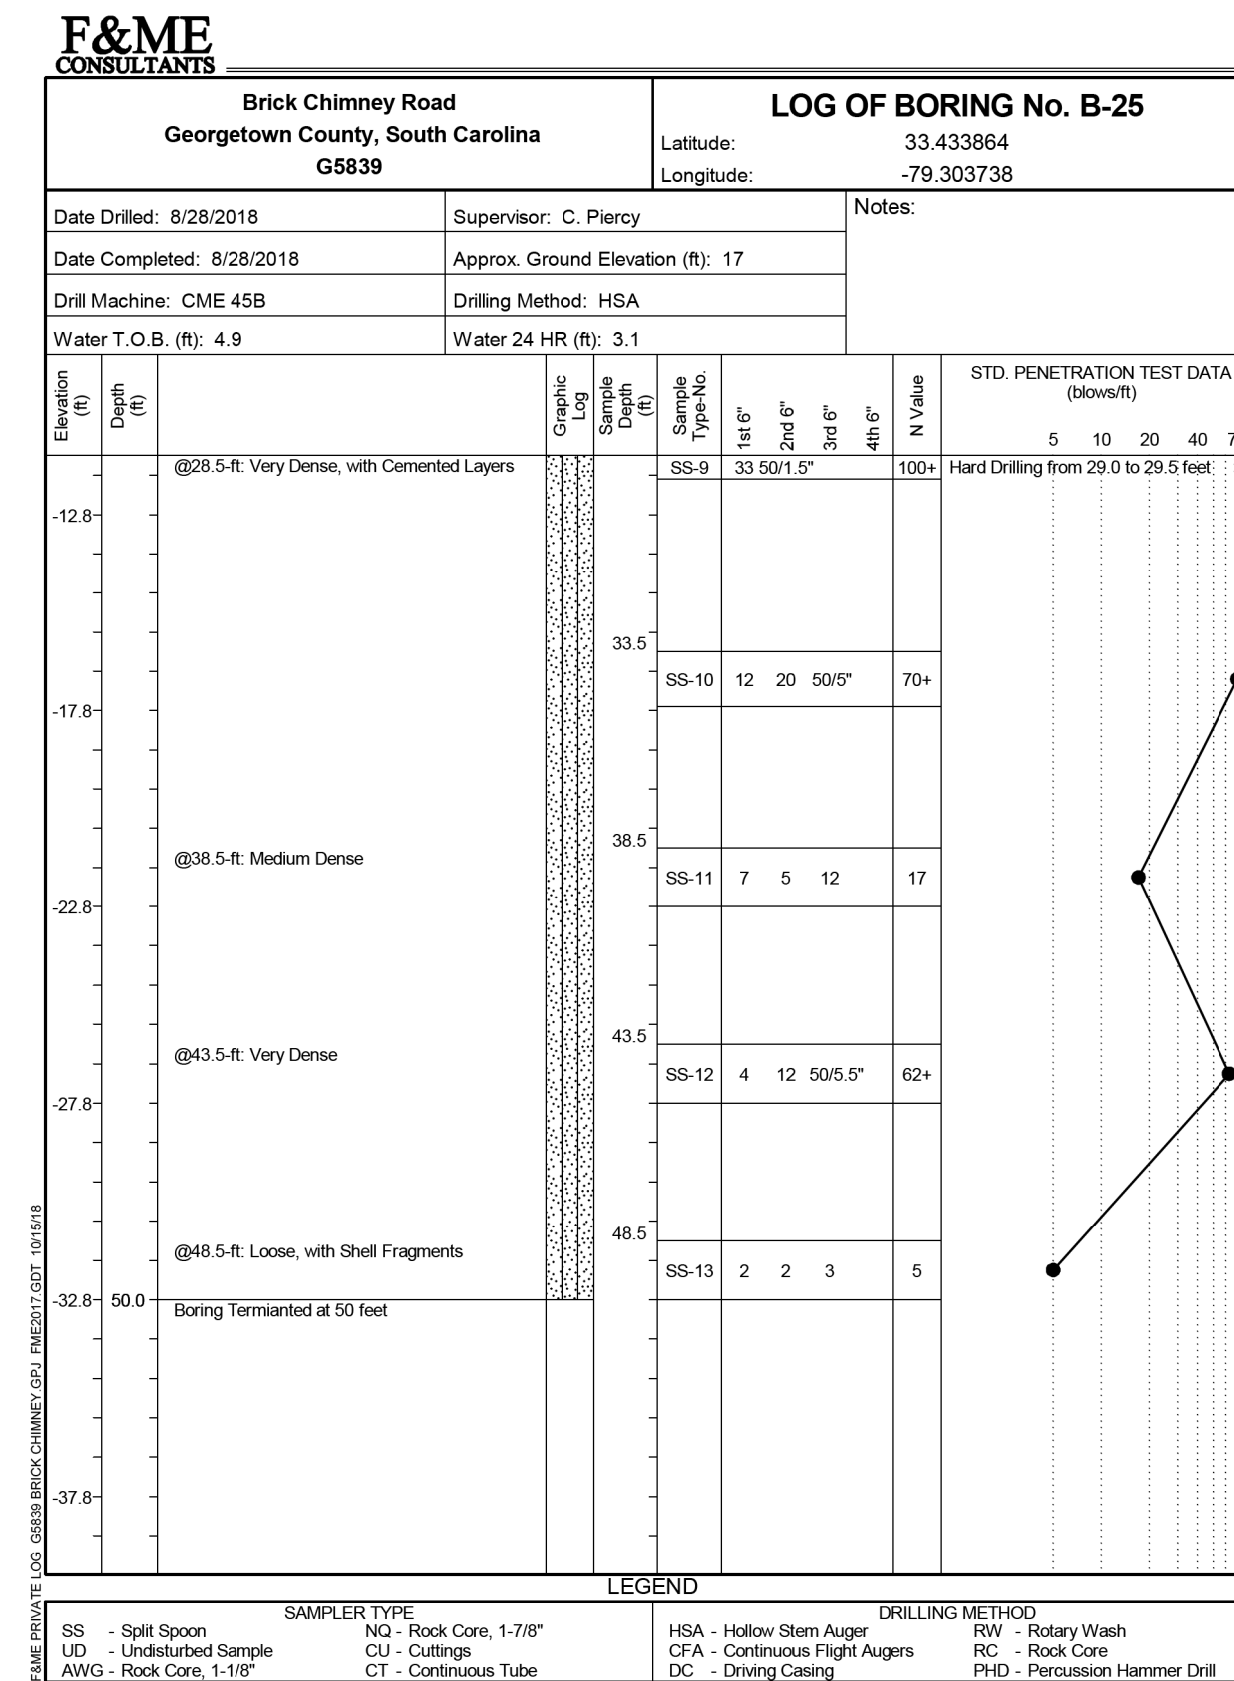 F&ME
CONSULTANTS
Brick Chimney Road
Georgetown County, South Carolina
G5839
LOG OF BORING No. B-25
Latitude: 33.433864
Longitude: -79.303738
Date Drilled: 8/28/2018
Supervisor: C. Piercy
Notes:
Date Completed: 8/28/2018
Approx. Ground Elevation (ft): 17
Drill Machine: CME 45B
Drilling Method: HSA
Water T.O.B. (ft): 4.9
Water 24 HR (ft): 3.1
Elevation
(ft)
Depth
(ft)
Graphic
Log
Sample
Depth
(ft)
Sample
Type-No.
1st 6"
2nd 6"
3rd 6"
4th 6"
N Value
STD. PENETRATION TEST DATA
(blows/ft)
5 10 20 40 7
@28.5-ft: Very Dense, with Cemented Layers SS-9 33 50/1.5" 100+ Hard Drilling from 29.0 to 29.5 feet
-12.8
33.5
SS-10 12 20 50/5" 70+
-17.8
38.5
@38.5-ft: Medium Dense
SS-11 7 5 12 17
-22.8
43.5
@43.5-ft: Very Dense
SS-12 4 12 50/5.5" 62+
-27.8
48.5
@48.5-ft: Loose, with Shell Fragments
SS-13 2 2 3 5
-32.8 50.0
Boring Termianted at 50 feet
-37.8
F&ME PRIVATE LOG G5839 BRICK CHIMNEY.GPJ FME2017.GDT 10/15/18
LEGEND
SAMPLER TYPE
SS - Split Spoon NQ - Rock Core, 1-7/8"
UD - Undisturbed Sample CU - Cuttings
AWG - Rock Core, 1-1/8" CT - Continuous Tube
DRILLING METHOD
HSA - Hollow Stem Auger RW - Rotary Wash
CFA - Continuous Flight Augers RC - Rock Core
DC - Driving Casing PHD - Percussion Hammer Drill